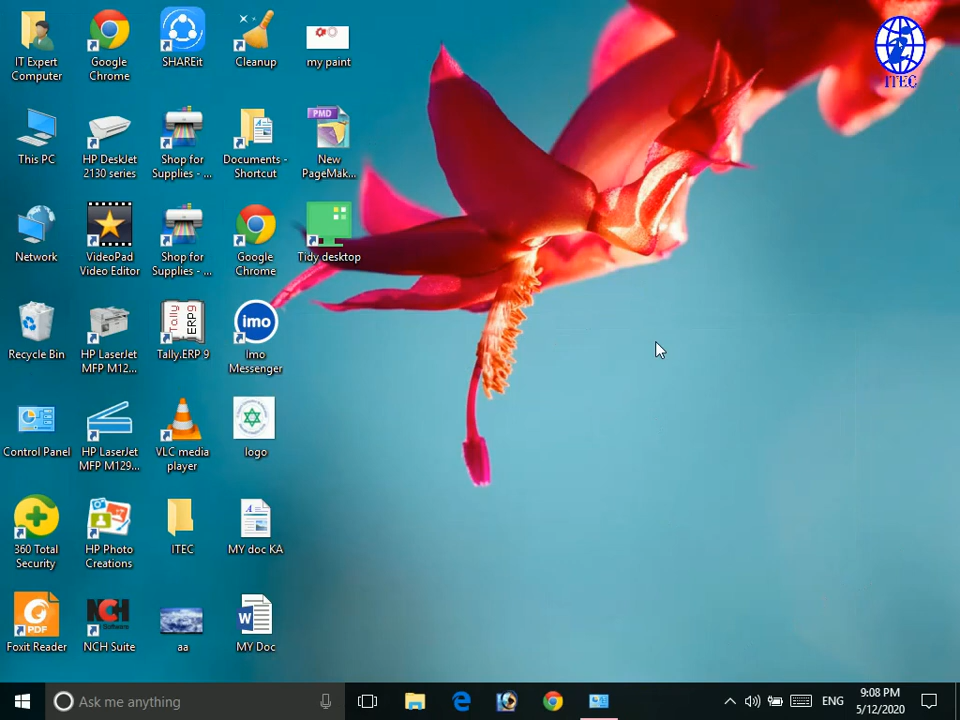 IT Expert
Computer
Google
Chrome
SHAREit
Cleanup
my paint
This PC
HP DeskJet
2130 series
Shop for
Supplies - ...
Documents -
Shortcut
PMD
New
PageMak...
Network
VideoPad
Video Editor
Shop for
Supplies - ...
Google
Chrome
Tidy desktop
Recycle Bin
HP LaserJet
MFP M12...
Tally
ERP9
Tally.ERP 9
imo
Imo
Messenger
Control Panel
HP LaserJet
MFP M129...
VLC media
player
logo
360 Total
Security
HP Photo
Creations
ITEC
MY doc KA
PDF
Foxit Reader
NCH
Software
NCH Suite
aa
W
MY Doc
ITEC
Ask me anything
ENG
9:08 PM
5/12/2020